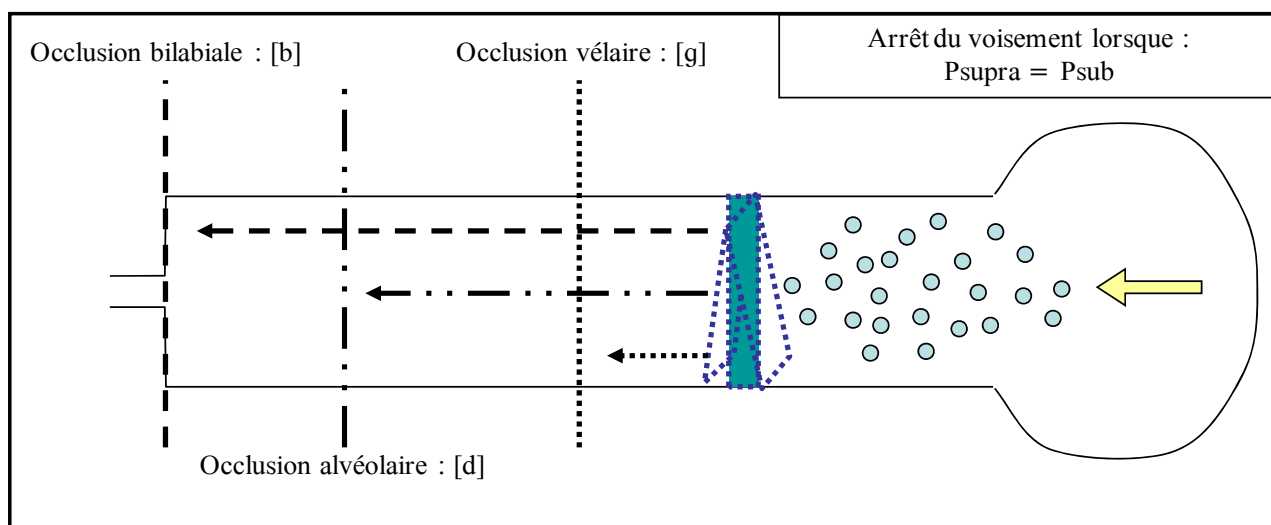 Occlusion bilabiale : [b]
Occlusion vélaire : [ɡ]
Arrêt du voisement lorsque :
Psupra = Psub
Occlusion alvéolaire : [d]